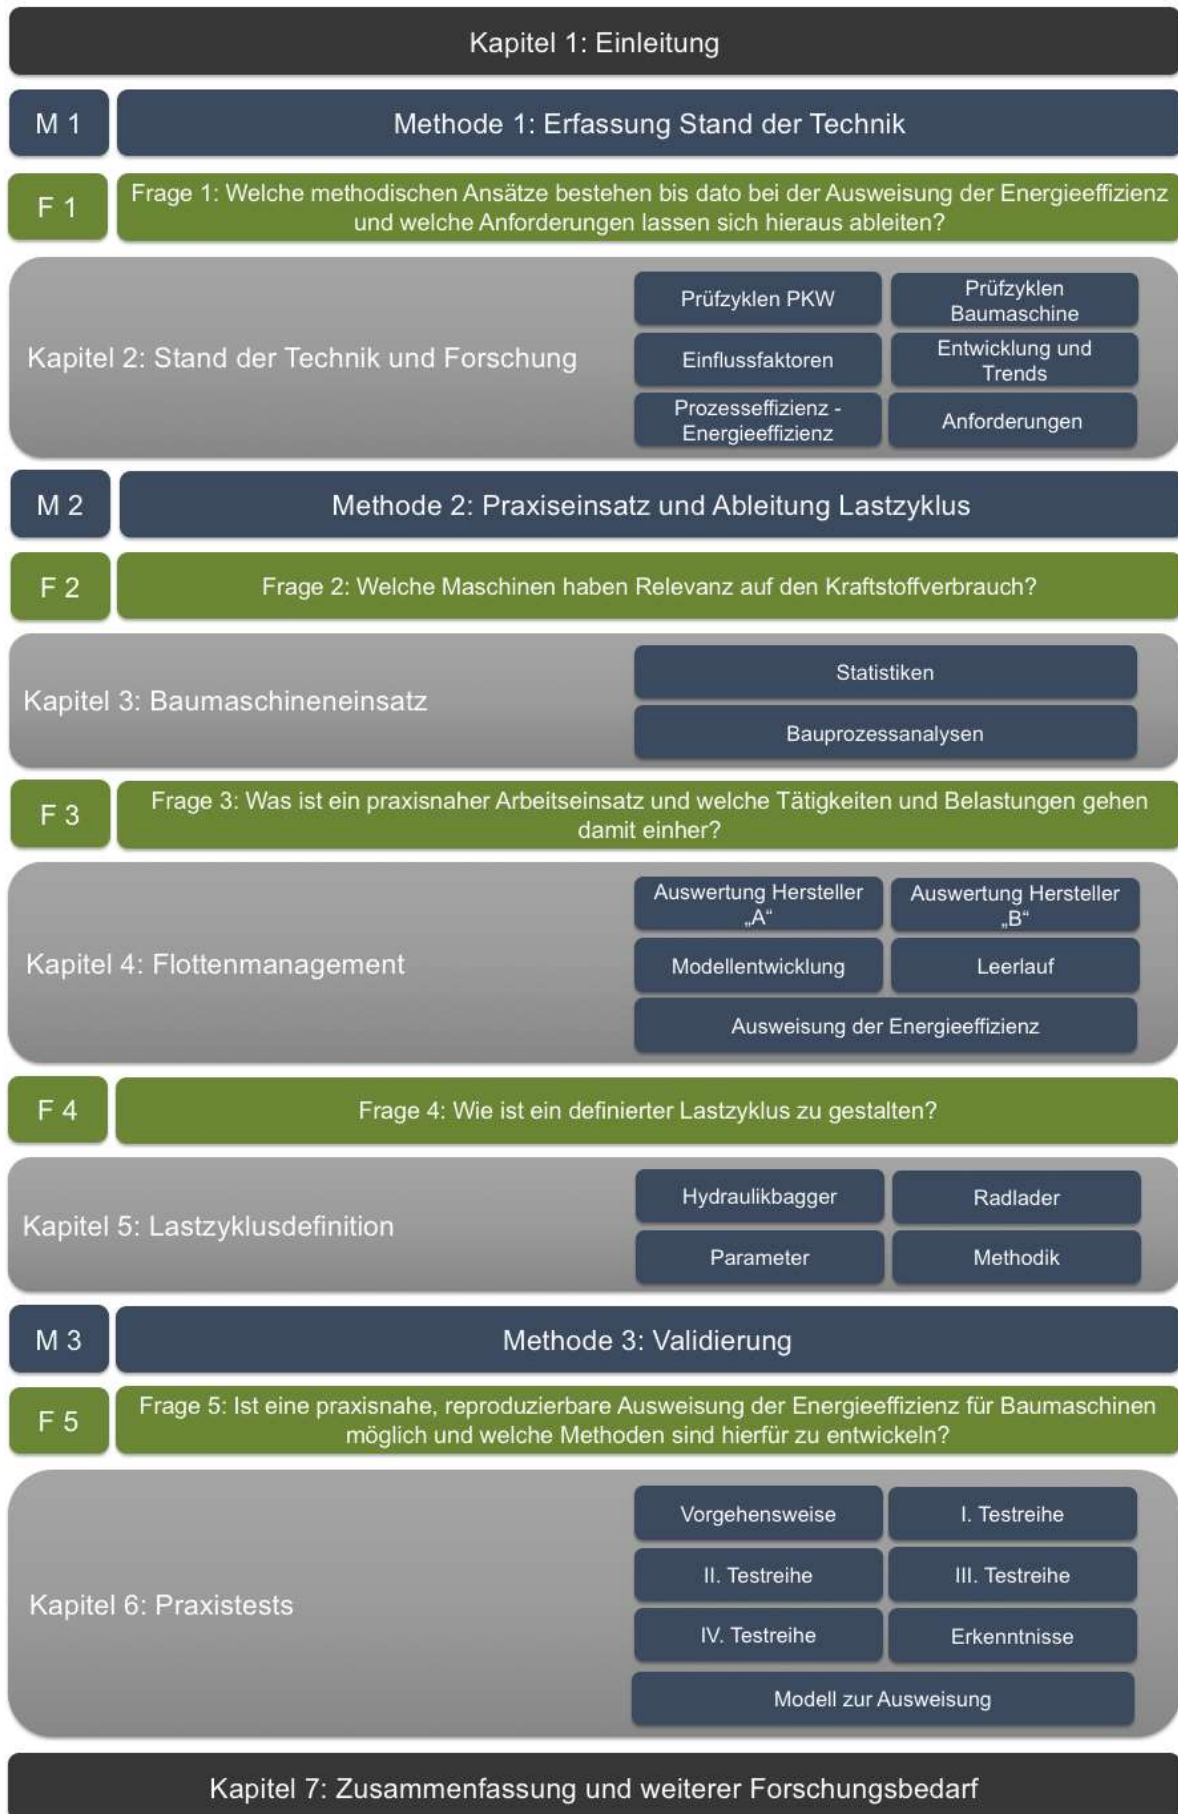 Kapitel 1: Einleitung
M 1
Methode 1: Erfassung Stand der Technik
F 1
Frage 1: Welche methodischen Ansätze bestehen bis dato bei der Ausweisung der Energieeffizienz
und welche Anforderungen lassen sich hieraus ableiten?
Kapitel 2: Stand der Technik und Forschung
Prüfzyklen PKW
Prüfzyklen
Baumaschine
Einflussfaktoren
Entwicklung und
Trends
Prozesseffizienz -
Energieeffizienz
Anforderungen
M 2
Methode 2: Praxiseinsatz und Ableitung Lastzyklus
F 2
Frage 2: Welche Maschinen haben Relevanz auf den Kraftstoffverbrauch?
Kapitel 3: Baumaschineneinsatz
Statistiken
Bauprozessanalysen
F 3
Frage 3: Was ist ein praxisnaher Arbeitseinsatz und welche Tätigkeiten und Belastungen gehen
damit einher?
Kapitel 4: Flottenmanagement
Auswertung Hersteller
„A“
Auswertung Hersteller
„B“
Modellentwicklung
Leerlauf
Ausweisung der Energieeffizienz
F 4
Frage 4: Wie ist ein definierter Lastzyklus zu gestalten?
Kapitel 5: Lastzyklusdefinition
Hydraulikbagger
Radlader
Parameter
Methodik
M 3
Methode 3: Validierung
F 5
Frage 5: Ist eine praxisnahe, reproduzierbare Ausweisung der Energieeffizienz für Baumaschinen
möglich und welche Methoden sind hierfür zu entwickeln?
Kapitel 6: Praxistests
Vorgehensweise
I. Testreihe
II. Testreihe
III. Testreihe
IV. Testreihe
Erkenntnisse
Modell zur Ausweisung
Kapitel 7: Zusammenfassung und weiterer Forschungsbedarf